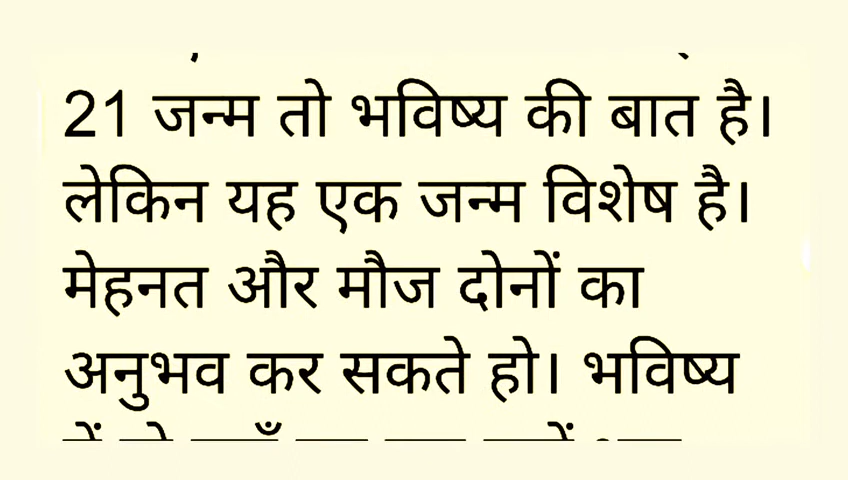 21 जन्म तो भविष्य की बात है।
लेकिन यह एक जन्म विशेष है।
मेहनत और मौज दोनों का
अनुभव कर सकते हो। भविष्य